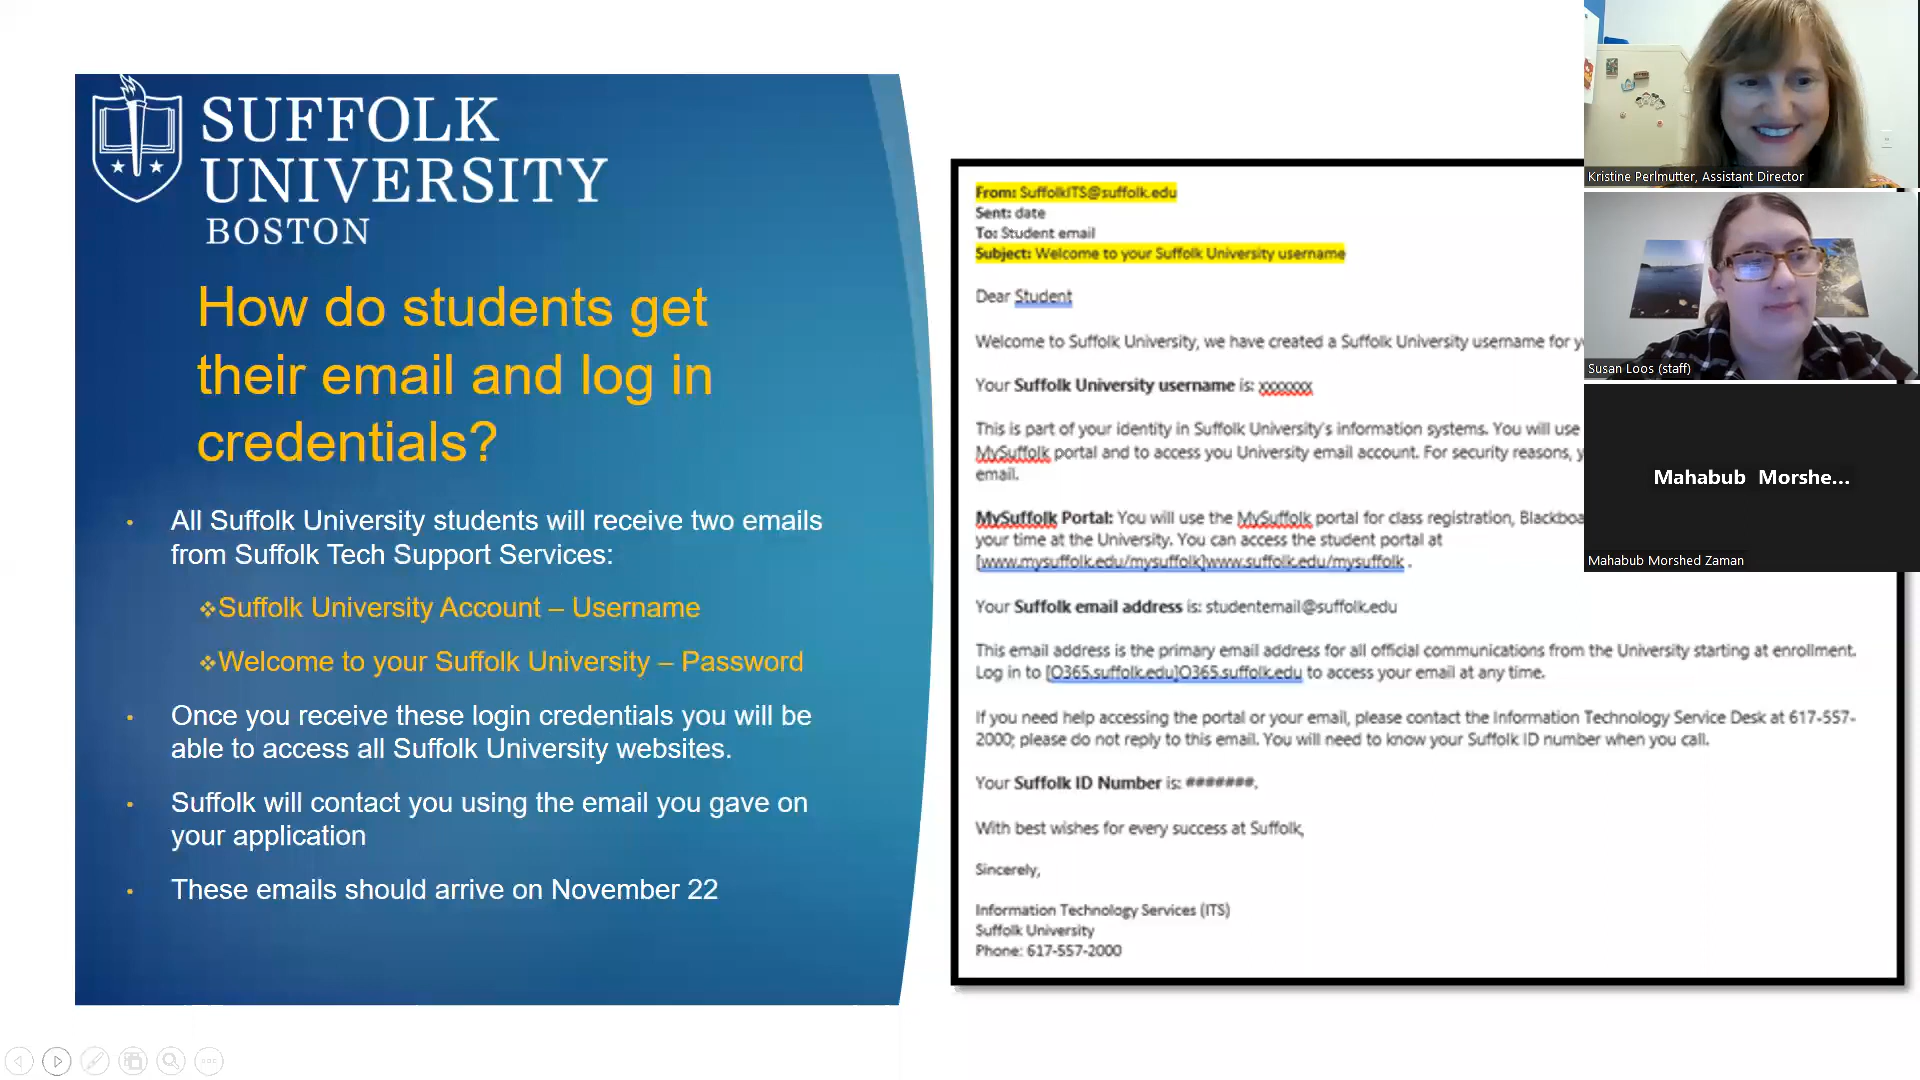 SUFFOLK
UNIVERSITY
BOSTON
How do students get
their email and log in
credentials?
• All Suffolk University students will receive two emails
from Suffolk Tech Support Services:
❖Suffolk University Account – Username
❖Welcome to your Suffolk University – Password
• Once you receive these login credentials you will be
able to access all Suffolk University websites.
• Suffolk will contact you using the email you gave on
your application
• These emails should arrive on November 22
From: SuffolkITS@suffolk.edu
Sent: date
To: Student email
Subject: Welcome to your Suffolk University username
Dear Student
Welcome to Suffolk University, we have created a Suffolk University username for y
Your Suffolk University username is: xxxxxxx
This is part of your identity in Suffolk University's information systems. You will use
MySuffolk portal and to access you University email account. For security reasons, y
email.
MySuffolk Portal: You will use the MySuffolk portal for class registration, Blackboa
your time at the University. You can access the student portal at
[www.mysuffolk.edu/mysuffolk]www.suffolk.edu/mysuffolk .
Your Suffolk email address is: studentemail@suffolk.edu
This email address is the primary email address for all official communications from the University starting at enrollment.
Log in to [O365.suffolk.edu]O365.suffolk.edu to access your email at any time.
If you need help accessing the portal or your email, please contact the Information Technology Service Desk at 617-557-
2000; please do not reply to this email. You will need to know your Suffolk ID number when you call.
Your Suffolk ID Number is: #######.
With best wishes for every success at Suffolk,
Sincerely,
Information Technology Services (ITS)
Suffolk University
Phone: 617-557-2000
Kristine Perlmutter, Assistant Director
Susan Loos (staff)
Mahabub Morshe...
Mahabub Morshed Zaman